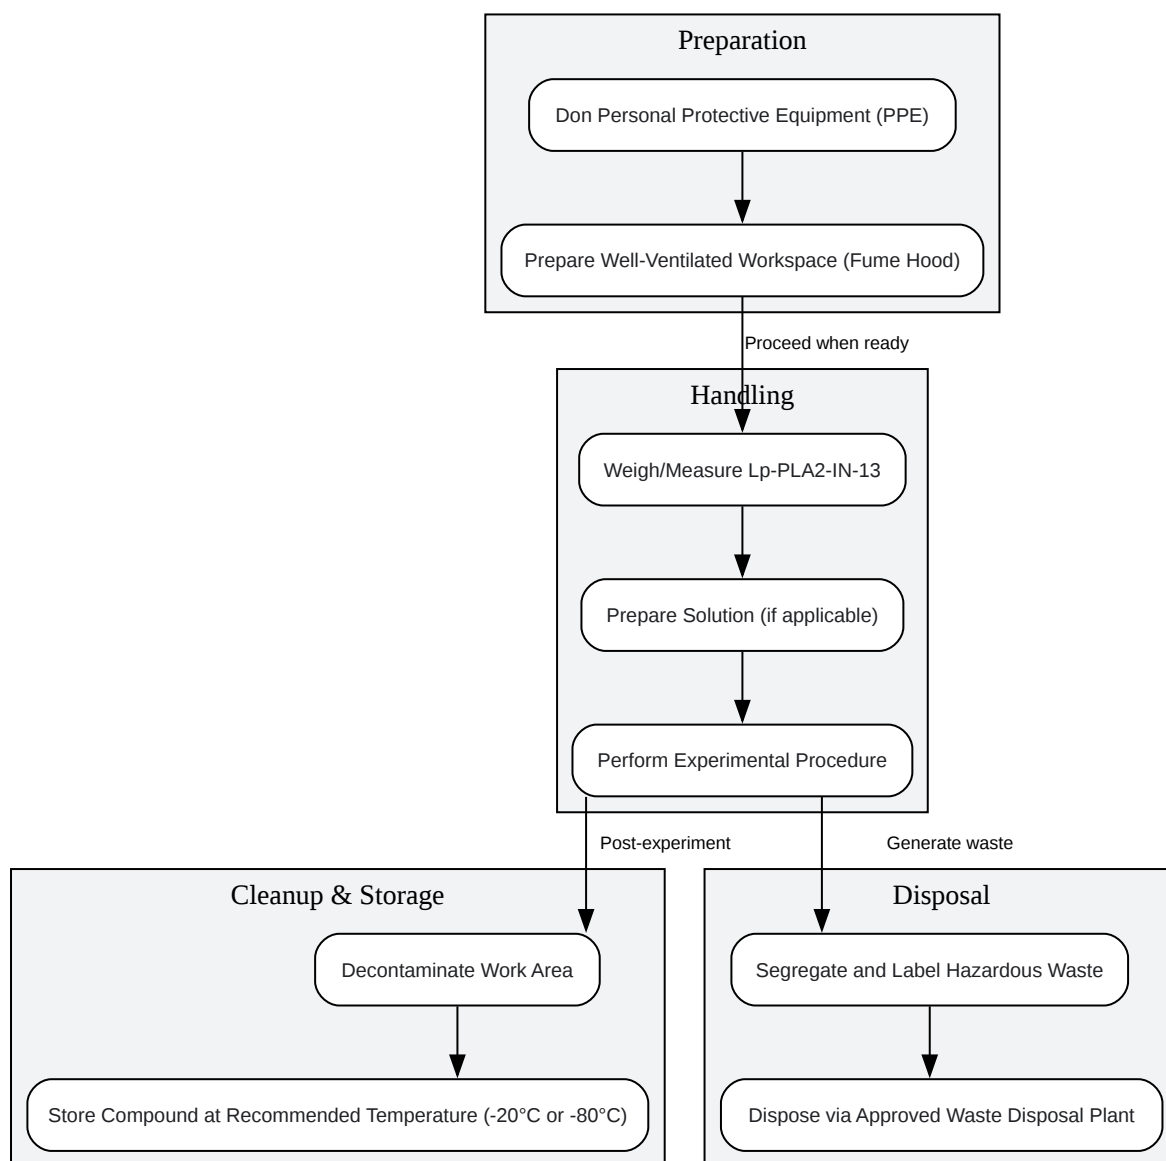 Preparation
Don Personal Protective Equipment (PPE)
Prepare Well-Ventilated Workspace (Fume Hood)
Proceed when ready
Handling
Weigh/Measure Lp-PLA2-IN-13
Prepare Solution (if applicable)
Perform Experimental Procedure
Post-experiment
Generate waste
Cleanup & Storage
Decontaminate Work Area
Store Compound at Recommended Temperature (-20°C or -80°C)
Disposal
Segregate and Label Hazardous Waste
Dispose via Approved Waste Disposal Plant